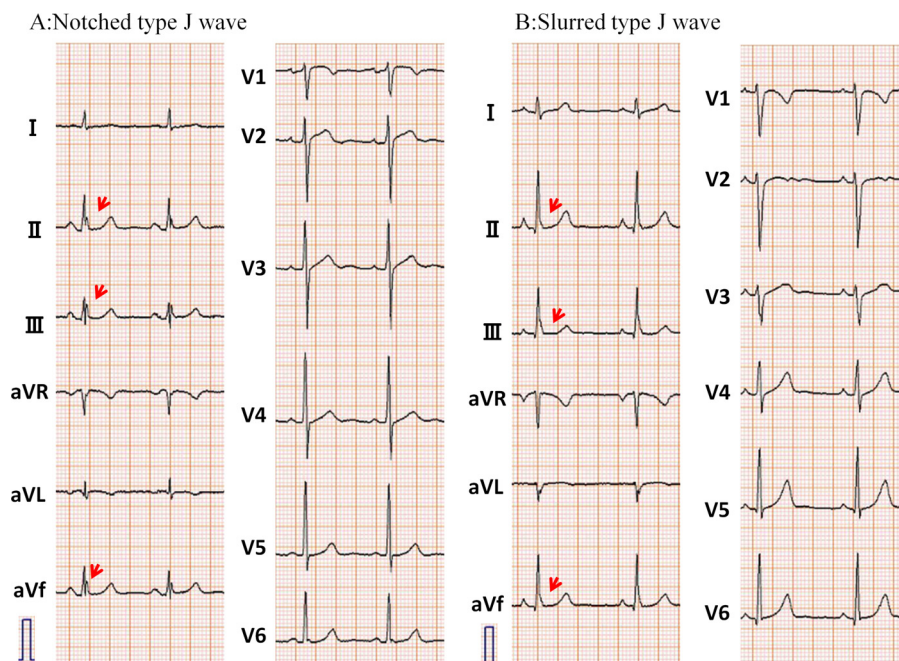 A:Notched type J wave
I
II
III
aVR
aVL
aVf
V1
V2
V3
V4
V5
V6
B:Slurred type J wave
I
II
III
aVR
aVL
aVf
V1
V2
V3
V4
V5
V6